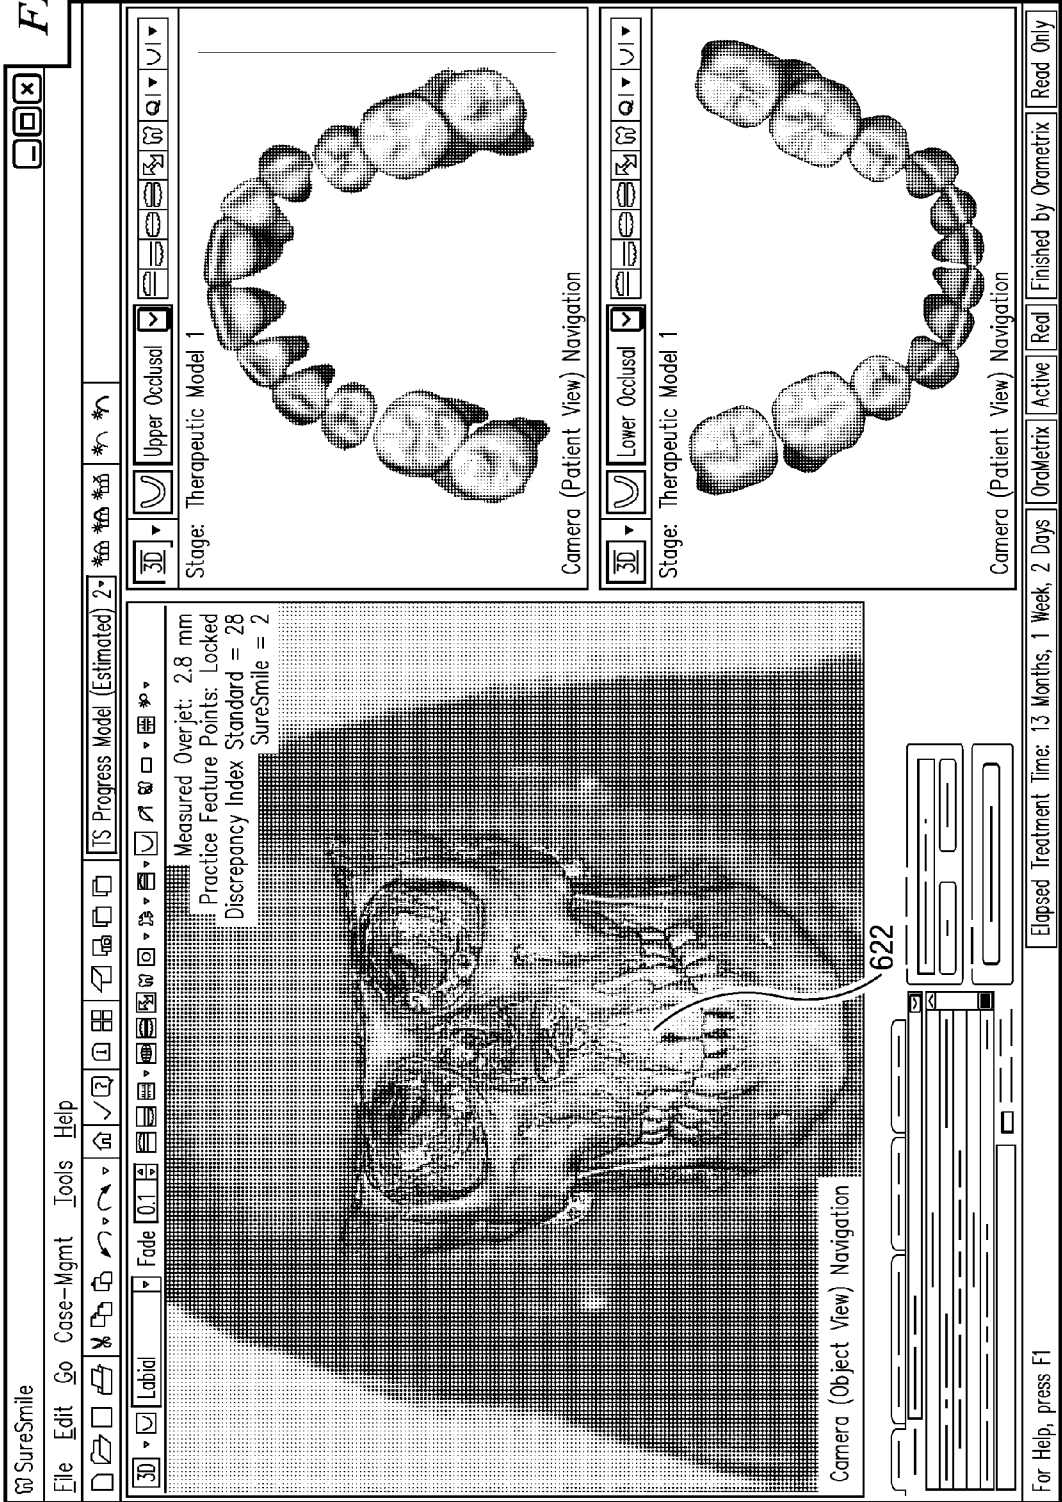 SureSmile
File Edit Go Case-Mgmt Tools Help
TS Progress Model (Estimated) 2
3D Labial Fade 0.1
Measured Overjet: 2.8 mm
Practice Feature Points: Locked
Discrepancy Index Standard = 28
SureSmile = 2
Camera (Object View) Navigation
622
3D Upper Occlusal
Stage: Therapeutic Model 1
Camera (Patient View) Navigation
3D Lower Occlusal
Stage: Therapeutic Model 1
Camera (Patient View) Navigation
For Help, press F1
Elapsed Treatment Time: 13 Months, 1 Week, 2 Days OraMetrix Active Real Finished by Orametrix Read Only